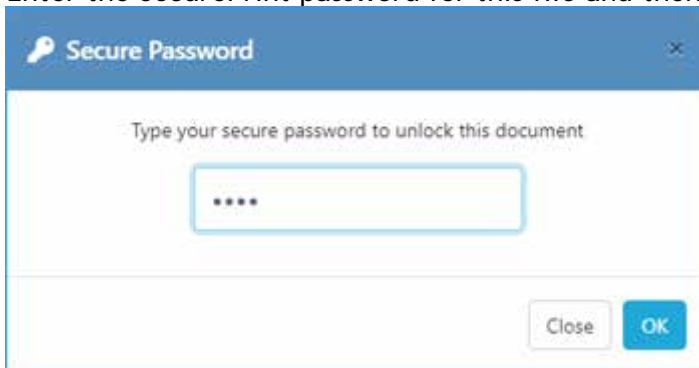 Secure Password
×
Type your secure password to unlock this document
••••
Close
OK